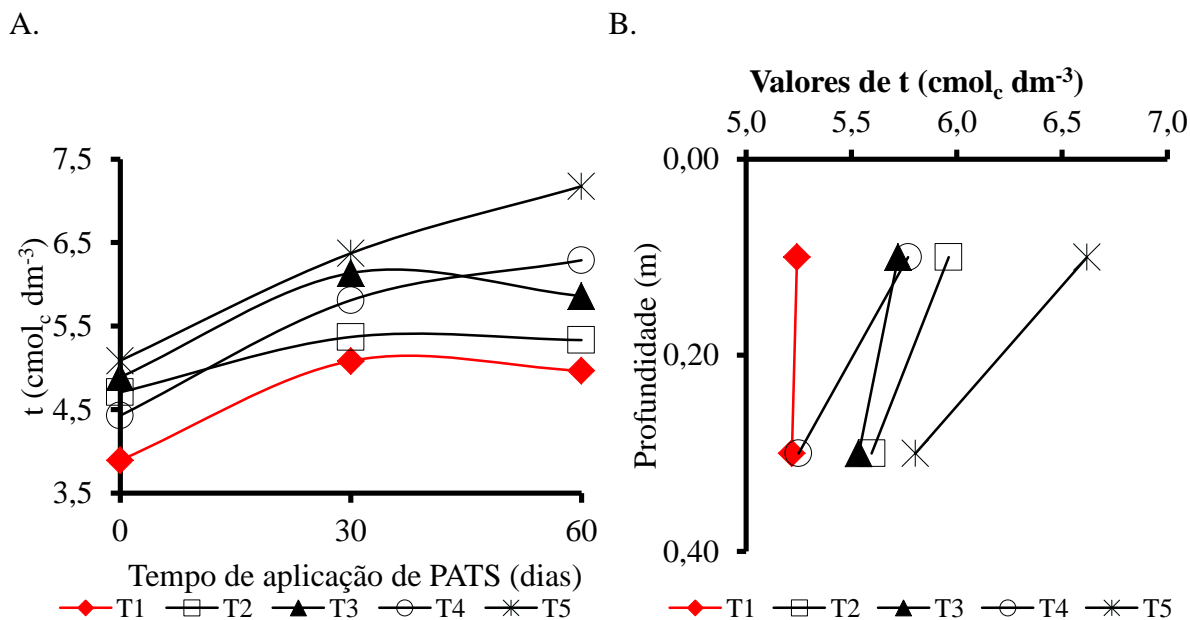 A.
7,5
6,5
5,5
4,5
3,5
t (cmolc dm-3)
0 30 60
Tempo de aplicação de PATS (dias)
T1 T2 T3 T4 T5
B.
Valores de t (cmolc dm-3)
5,0 5,5 6,0 6,5 7,0
0,00
0,20
0,40
Profundidade (m)
T1 T2 T3 T4 T5